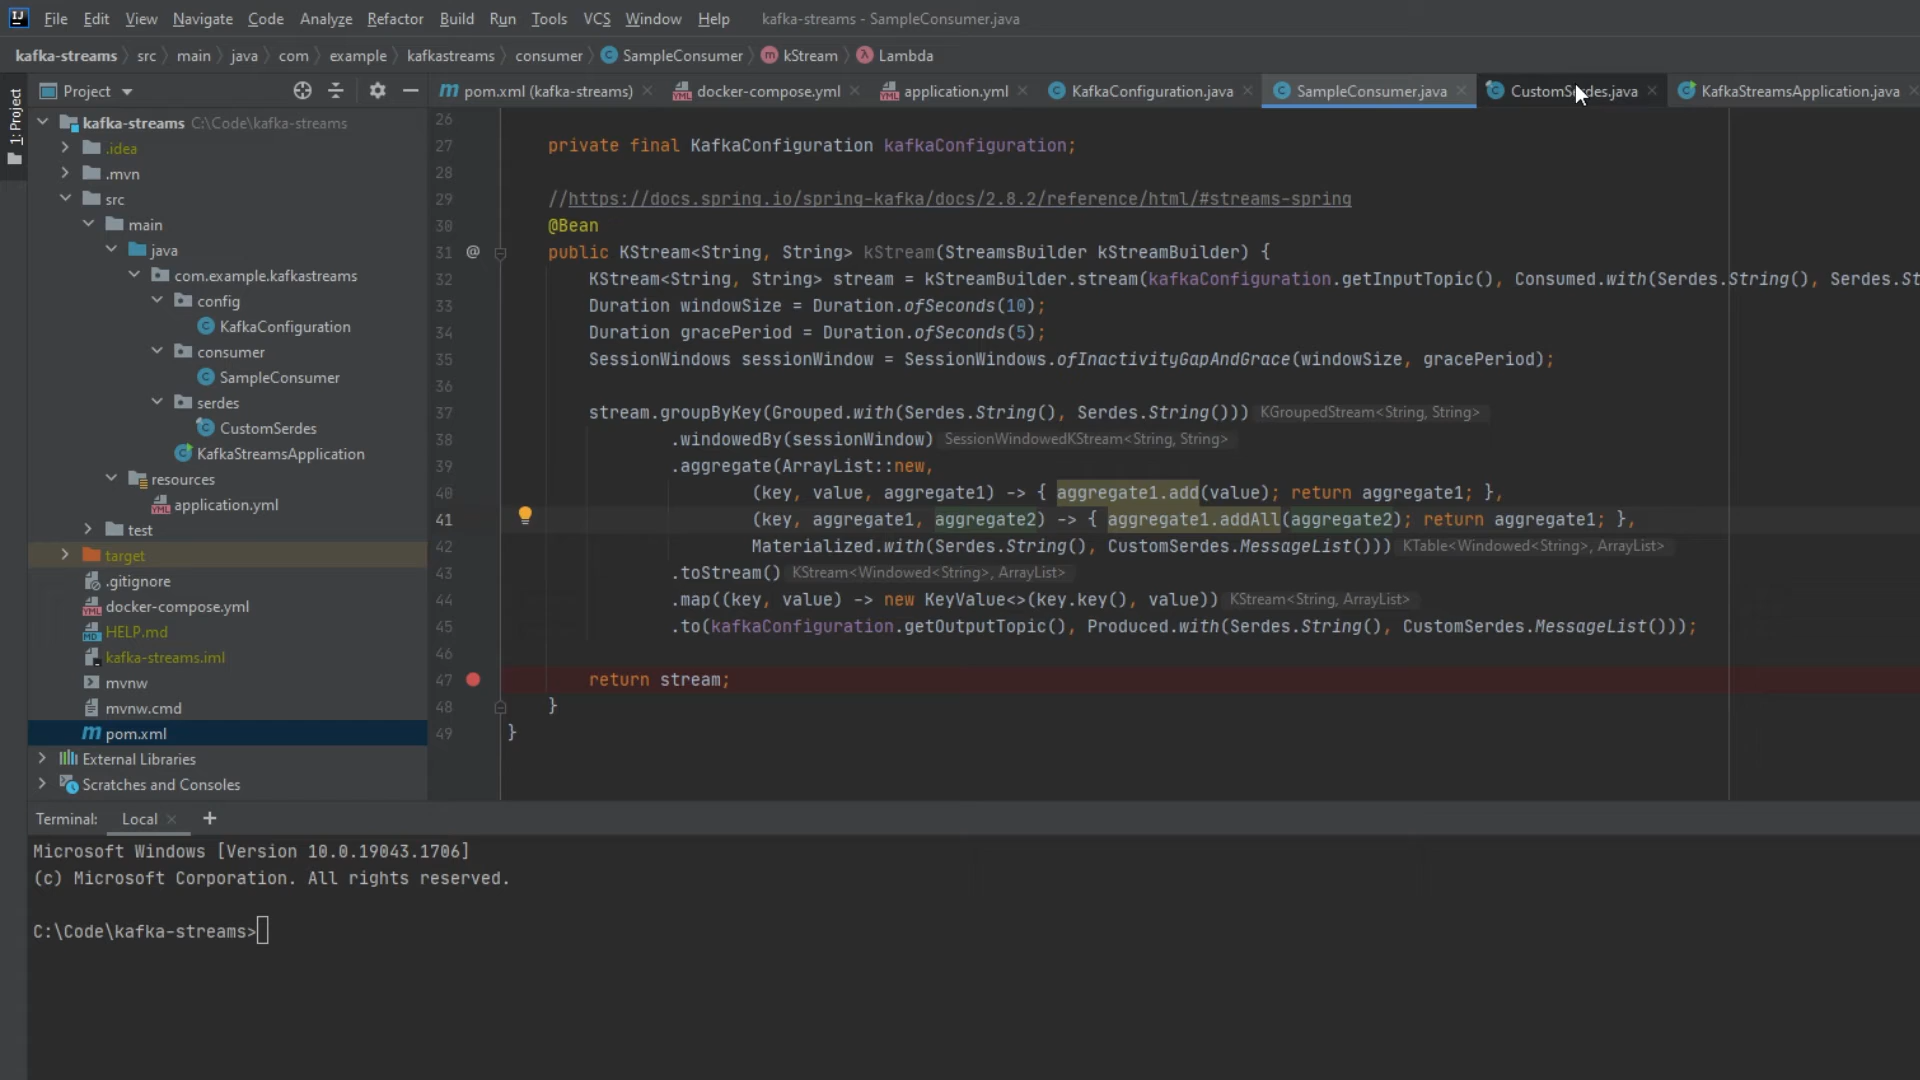 File Edit View Navigate Code Analyze Refactor Build Run Tools VCS Window Help kafka-streams - SampleConsumer.java
kafka-streams src main java com example kafkastreams consumer SampleConsumer kStream Lambda
1: Project
Project
pom.xml (kafka-streams) docker-compose.yml application.yml KafkaConfiguration.java SampleConsumer.java CustomSerdes.java KafkaStreamsApplication.java
kafka-streams C:\Code\kafka-streams
.idea
.mvn
src
main
java
com.example.kafkastreams
config
KafkaConfiguration
consumer
SampleConsumer
serdes
CustomSerdes
KafkaStreamsApplication
resources
application.yml
test
target
.gitignore
docker-compose.yml
HELP.md
kafka-streams.iml
mvnw
mvnw.cmd
pom.xml
External Libraries
Scratches and Consoles
26
27 private final KafkaConfiguration kafkaConfiguration;
28
29 //https://docs.spring.io/spring-kafka/docs/2.8.2/reference/html/#streams-spring
30 @Bean
31 @ public KStream<String, String> kStream(StreamsBuilder kStreamBuilder) {
32 KStream<String, String> stream = kStreamBuilder.stream(kafkaConfiguration.getInputTopic(), Consumed.with(Serdes.String(), Serdes.St
33 Duration windowSize = Duration.ofSeconds(10);
34 Duration gracePeriod = Duration.ofSeconds(5);
35 SessionWindows sessionWindow = SessionWindows.ofInactivityGapAndGrace(windowSize, gracePeriod);
36
37 stream.groupByKey(Grouped.with(Serdes.String(), Serdes.String())) KGroupedStream<String, String>
38 .windowedBy(sessionWindow) SessionWindowedKStream<String, String>
39 .aggregate(ArrayList::new,
40 (key, value, aggregate1) -> { aggregate1.add(value); return aggregate1; },
41 (key, aggregate1, aggregate2) -> { aggregate1.addAll(aggregate2); return aggregate1; },
42 Materialized.with(Serdes.String(), CustomSerdes.MessageList())) KTable<Windowed<String>, ArrayList>
43 .toStream() KStream<Windowed<String>, ArrayList>
44 .map((key, value) -> new KeyValue<>(key.key(), value)) KStream<String, ArrayList>
45 .to(kafkaConfiguration.getOutputTopic(), Produced.with(Serdes.String(), CustomSerdes.MessageList()));
46
47 return stream;
48 }
49 }
Terminal: Local +
Microsoft Windows [Version 10.0.19043.1706]
(c) Microsoft Corporation. All rights reserved.
C:\Code\kafka-streams>